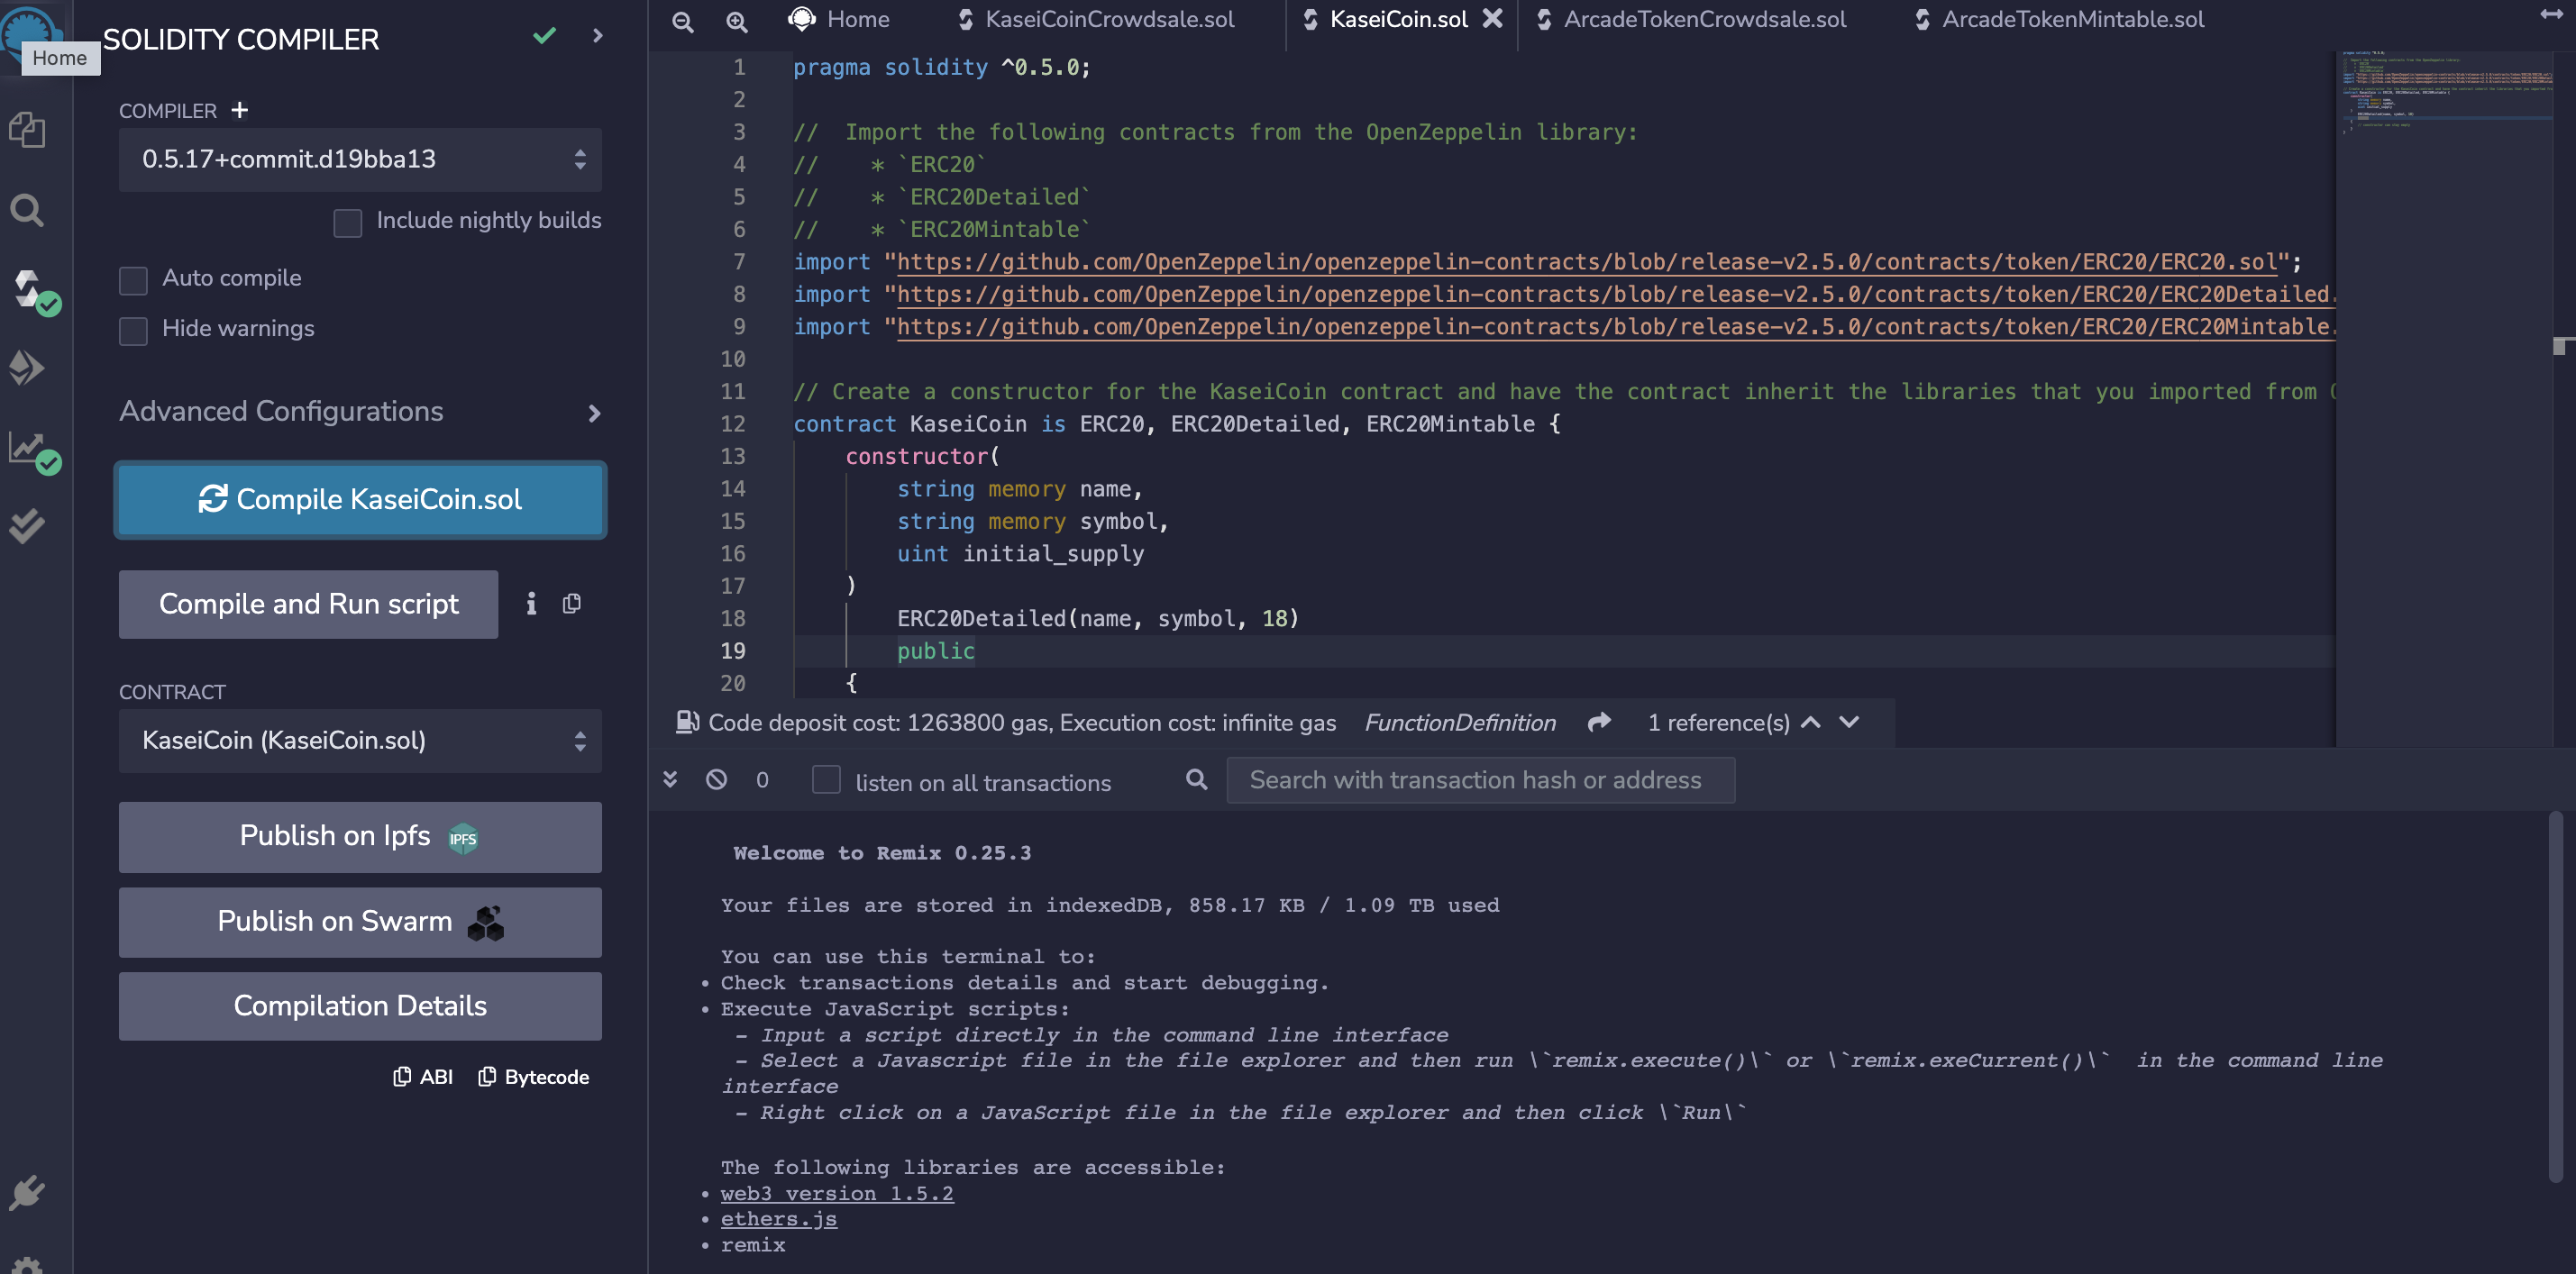 Home
SOLIDITY COMPILER
COMPILER +
0.5.17+commit.d19bba13
Include nightly builds
Auto compile
Hide warnings
Advanced Configurations
Compile KaseiCoin.sol
Compile and Run script
CONTRACT
KaseiCoin (KaseiCoin.sol)
Publish on Ipfs IPFS
Publish on Swarm
Compilation Details
ABI Bytecode
Home KaseiCoinCrowdsale.sol KaseiCoin.sol ArcadeTokenCrowdsale.sol ArcadeTokenMintable.sol
1 pragma solidity ^0.5.0;
2
3 //  Import the following contracts from the OpenZeppelin library:
4 //    * `ERC20`
5 //    * `ERC20Detailed`
6 //    * `ERC20Mintable`
7 import "https://github.com/OpenZeppelin/openzeppelin-contracts/blob/release-v2.5.0/contracts/token/ERC20/ERC20.sol";
8 import "https://github.com/OpenZeppelin/openzeppelin-contracts/blob/release-v2.5.0/contracts/token/ERC20/ERC20Detailed.
9 import "https://github.com/OpenZeppelin/openzeppelin-contracts/blob/release-v2.5.0/contracts/token/ERC20/ERC20Mintable.
10
11 // Create a constructor for the KaseiCoin contract and have the contract inherit the libraries that you imported from
12 contract KaseiCoin is ERC20, ERC20Detailed, ERC20Mintable {
13     constructor(
14         string memory name,
15         string memory symbol,
16         uint initial_supply
17     )
18         ERC20Detailed(name, symbol, 18)
19         public
20     {
Code deposit cost: 1263800 gas, Execution cost: infinite gas FunctionDefinition 1 reference(s)
0 listen on all transactions Search with transaction hash or address
Welcome to Remix 0.25.3
Your files are stored in indexedDB, 858.17 KB / 1.09 TB used
You can use this terminal to:
• Check transactions details and start debugging.
• Execute JavaScript scripts:
- Input a script directly in the command line interface
- Select a Javascript file in the file explorer and then run \`remix.execute()\` or \`remix.exeCurrent()\`  in the command line
interface
- Right click on a JavaScript file in the file explorer and then click \`Run\`
The following libraries are accessible:
• web3 version 1.5.2
• ethers.js
• remix